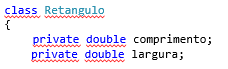 class Retangulo
{
private double comprimento;
private double largura;